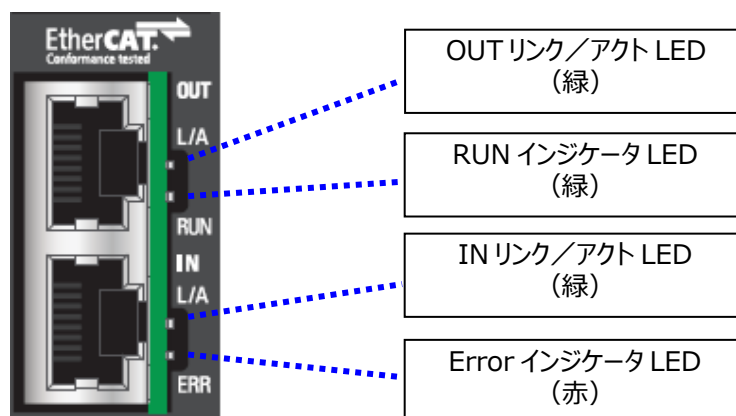 EtherCAT.
Conformance tested
OUT
L/A
RUN
IN
L/A
ERR
OUT リンク／アクト LED
（緑）
RUN インジケータ LED
（緑）
IN リンク／アクト LED
（緑）
Error インジケータ LED
（赤）